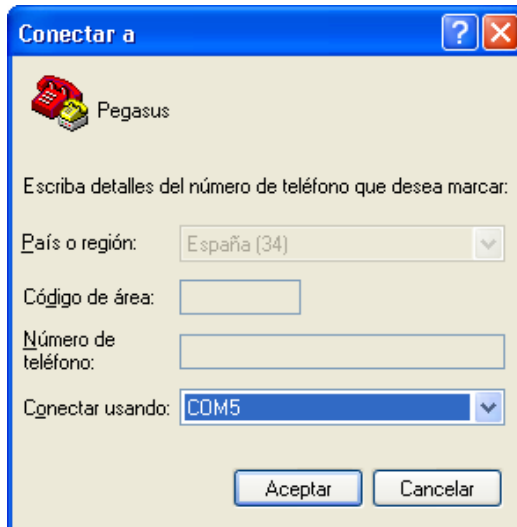 Conectar a
Pegasus
Escriba detalles del número de teléfono que desea marcar:
País o región: España (34)
Código de área:
Número de
teléfono:
Conectar usando: COM5
Aceptar Cancelar